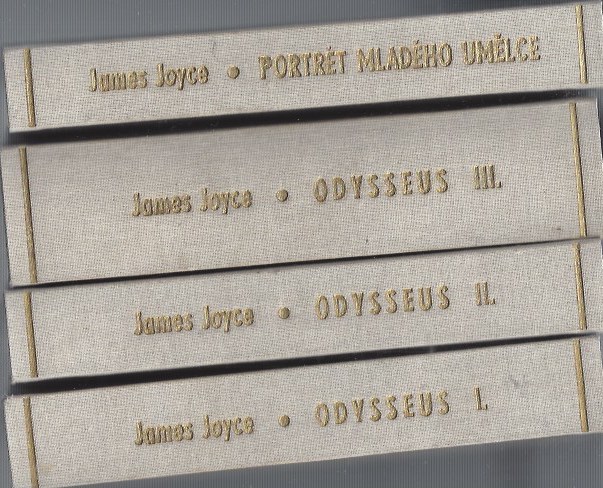 James Joyce • PORTRÉT MLADÉHO UMĚLCE
James Joyce • ODYSSEUS III.
James Joyce • ODYSSEUS II.
James Joyce • ODYSSEUS I.